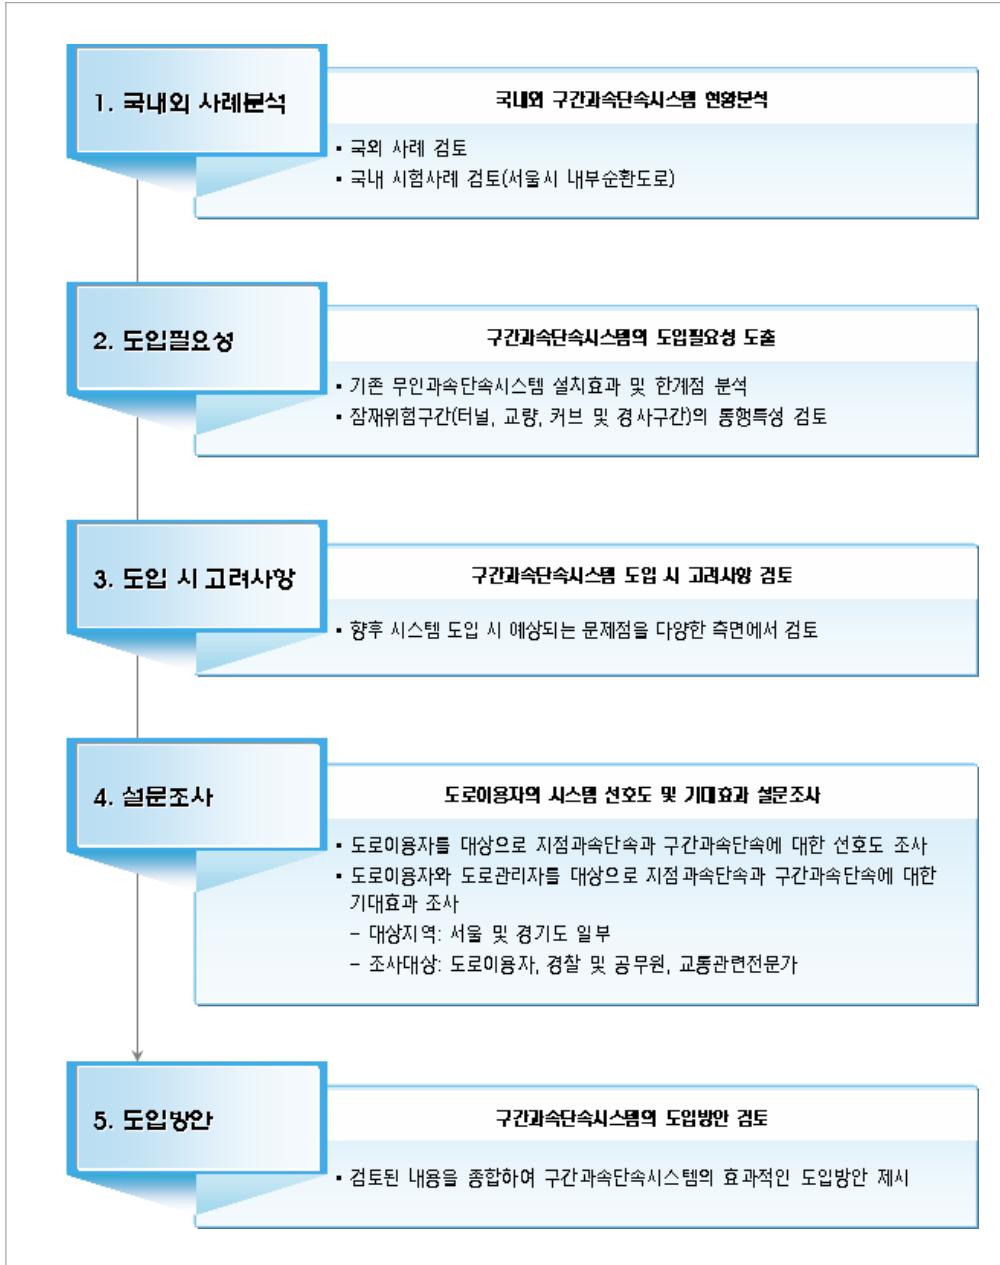 1. 국내외 사례분석
국내외 구간과속단속시스템 현황분석
▪ 국외 사례 검토
▪ 국내 시험사례 검토(서울시 내부순환도로)
2. 도입필요성
구간과속단속시스템의 도입필요성 도출
▪ 기존 무인과속단속시스템 설치효과 및 한계점 분석
▪ 잠재위험구간(터널, 교량, 커브 및 경사구간)의 통행특성 검토
3. 도입 시 고려사항
구간과속단속시스템 도입 시 고려사항 검토
▪ 향후 시스템 도입 시 예상되는 문제점을 다양한 측면에서 검토
4. 설문조사
도로이용자의 시스템 선호도 및 기대효과 설문조사
▪ 도로이용자를 대상으로 지점과속단속과 구간과속단속에 대한 선호도 조사
▪ 도로이용자와 도로관리자를 대상으로 지점과속단속과 구간과속단속에 대한
기대효과 조사
– 대상지역: 서울 및 경기도 일부
– 조사대상: 도로이용자, 경찰 및 공무원, 교통관련전문가
5. 도입방안
구간과속단속시스템의 도입방안 검토
▪ 검토된 내용을 종합하여 구간과속단속시스템의 효과적인 도입방안 제시